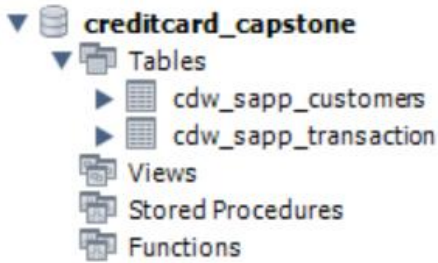 creditcard_capstone
Tables
cdw_sapp_customers
cdw_sapp_transaction
Views
Stored Procedures
Functions